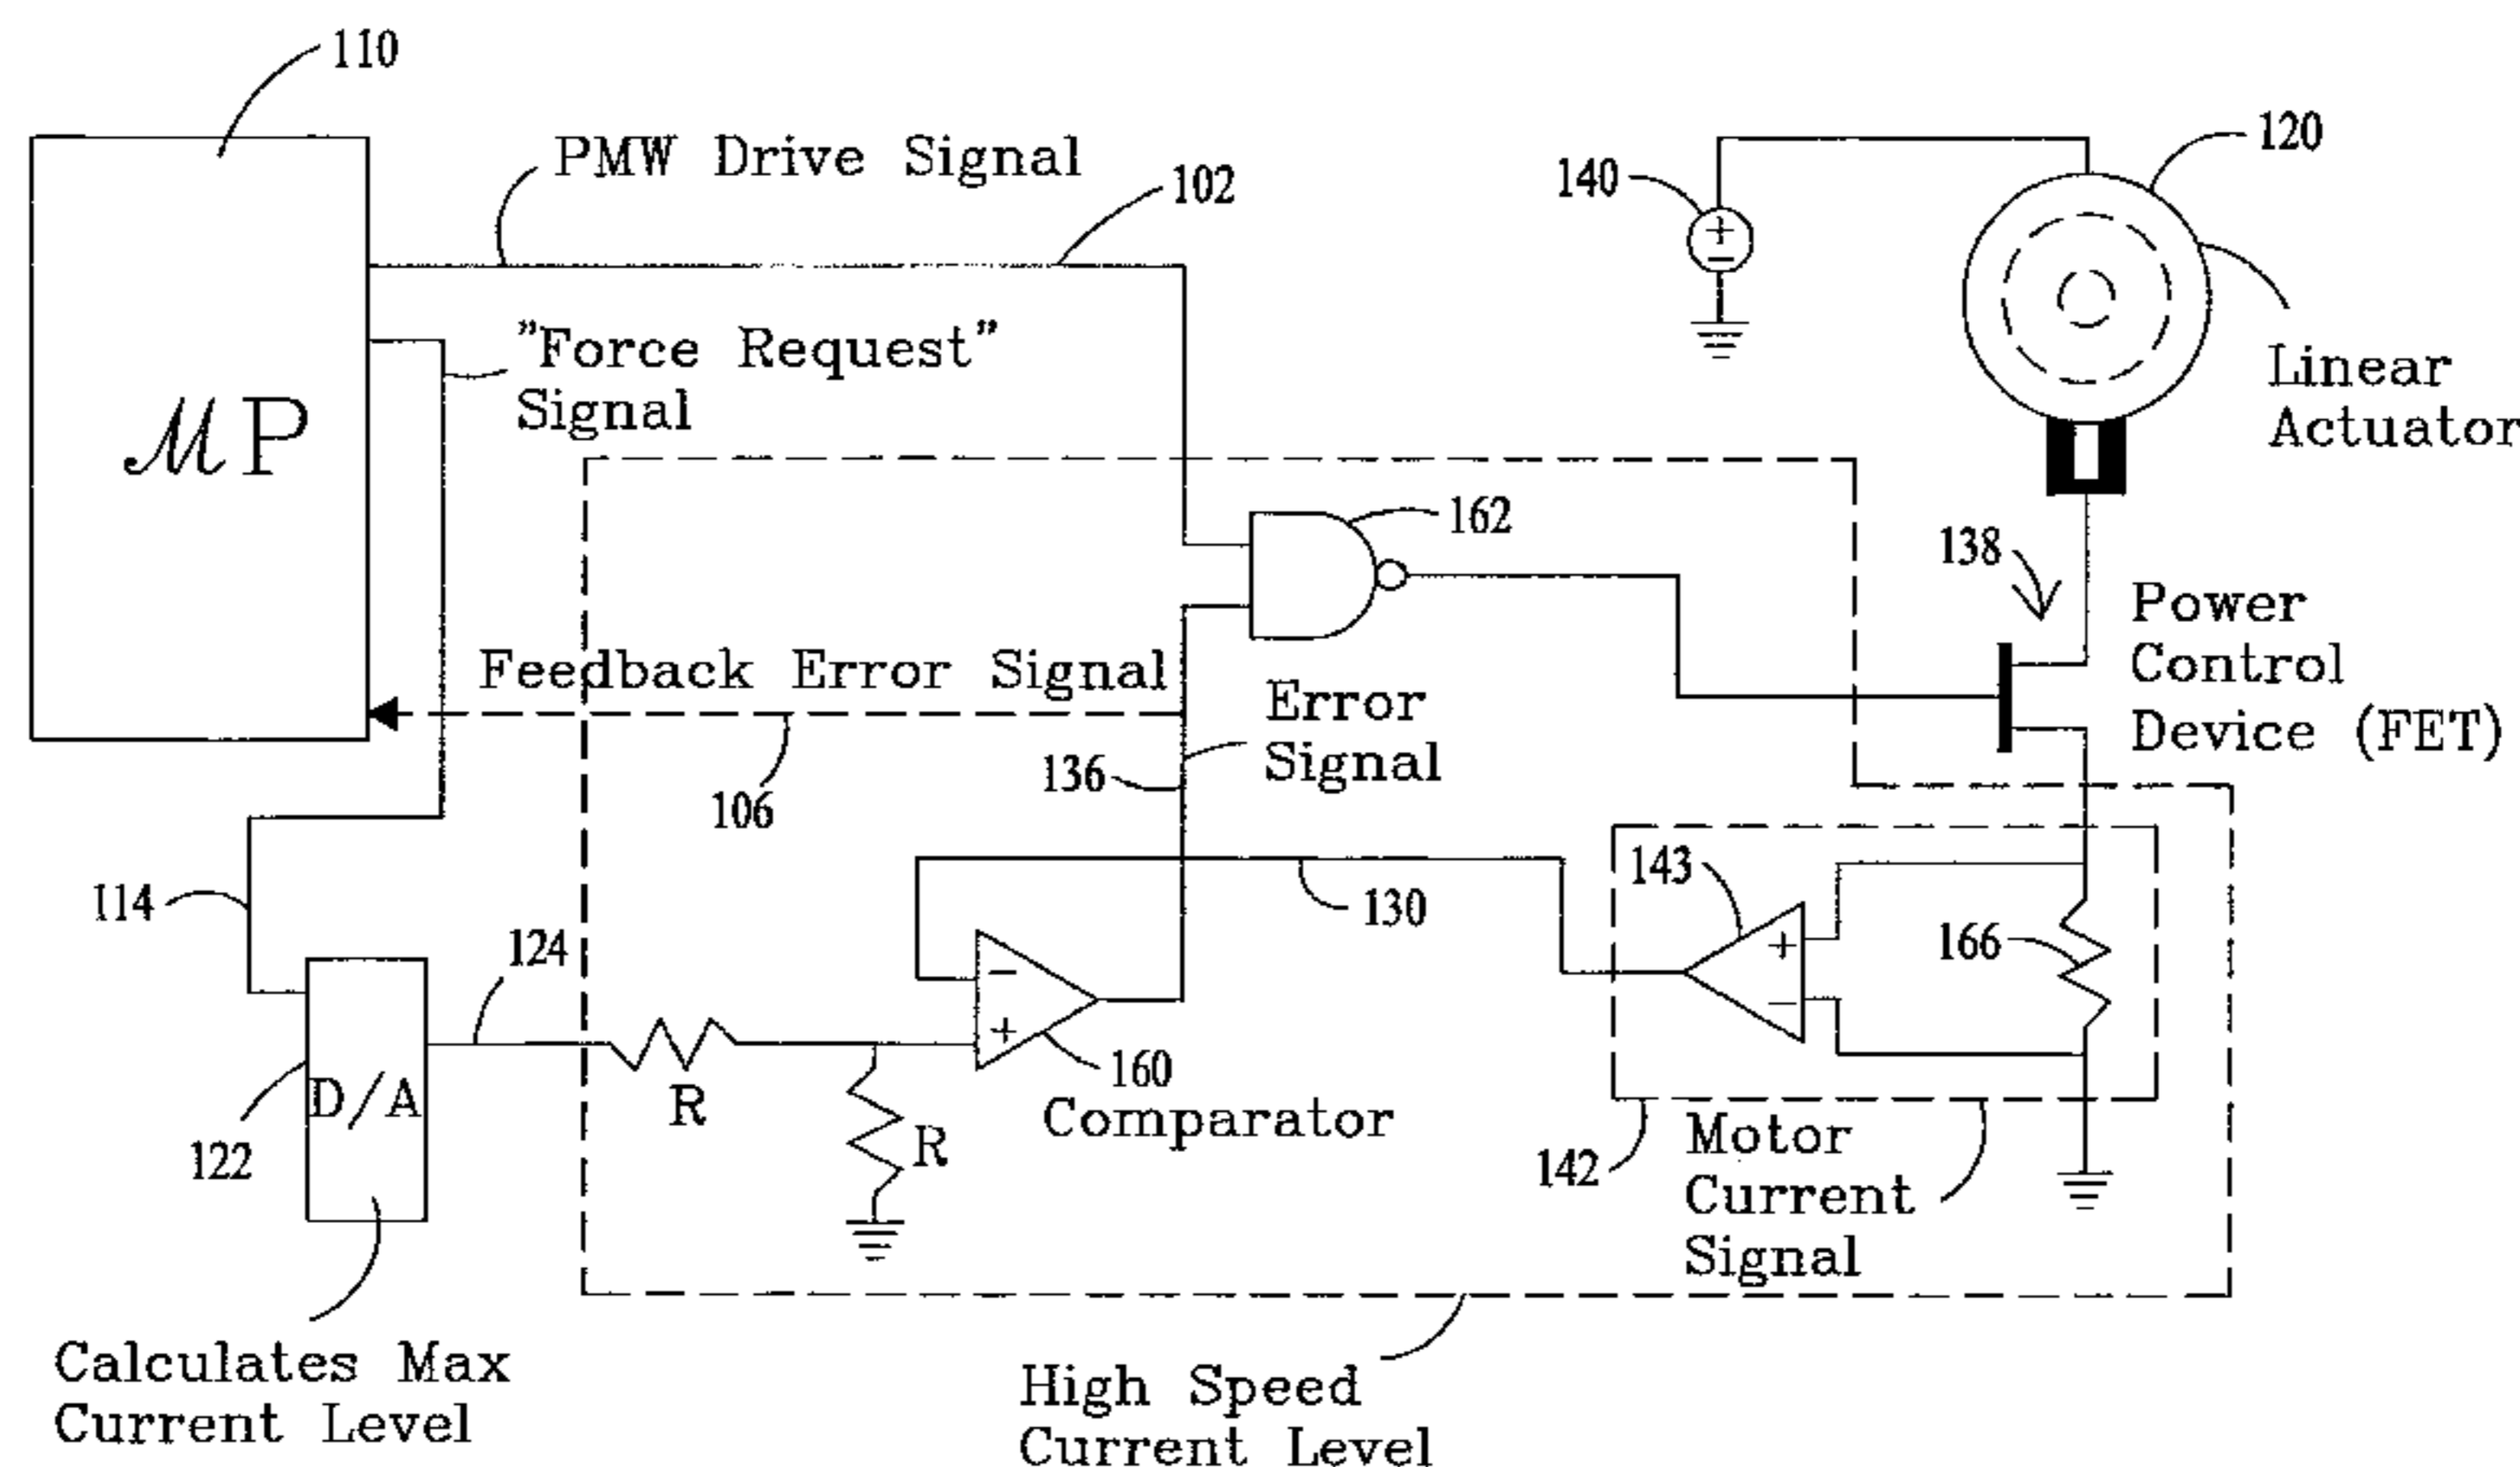 110
PMW Drive Signal
102
140
120
"Force Request"
Signal
Linear
Actuator
µP
162
138
Power
Control
Device (FET)
Feedback Error Signal
Error
Signal
136
106
114
130
143
166
124
+
-
-
+
+
-
D/A
122
R
R
160
Comparator
142
Motor
Current
Signal
Calculates Max
Current Level
High Speed
Current Level